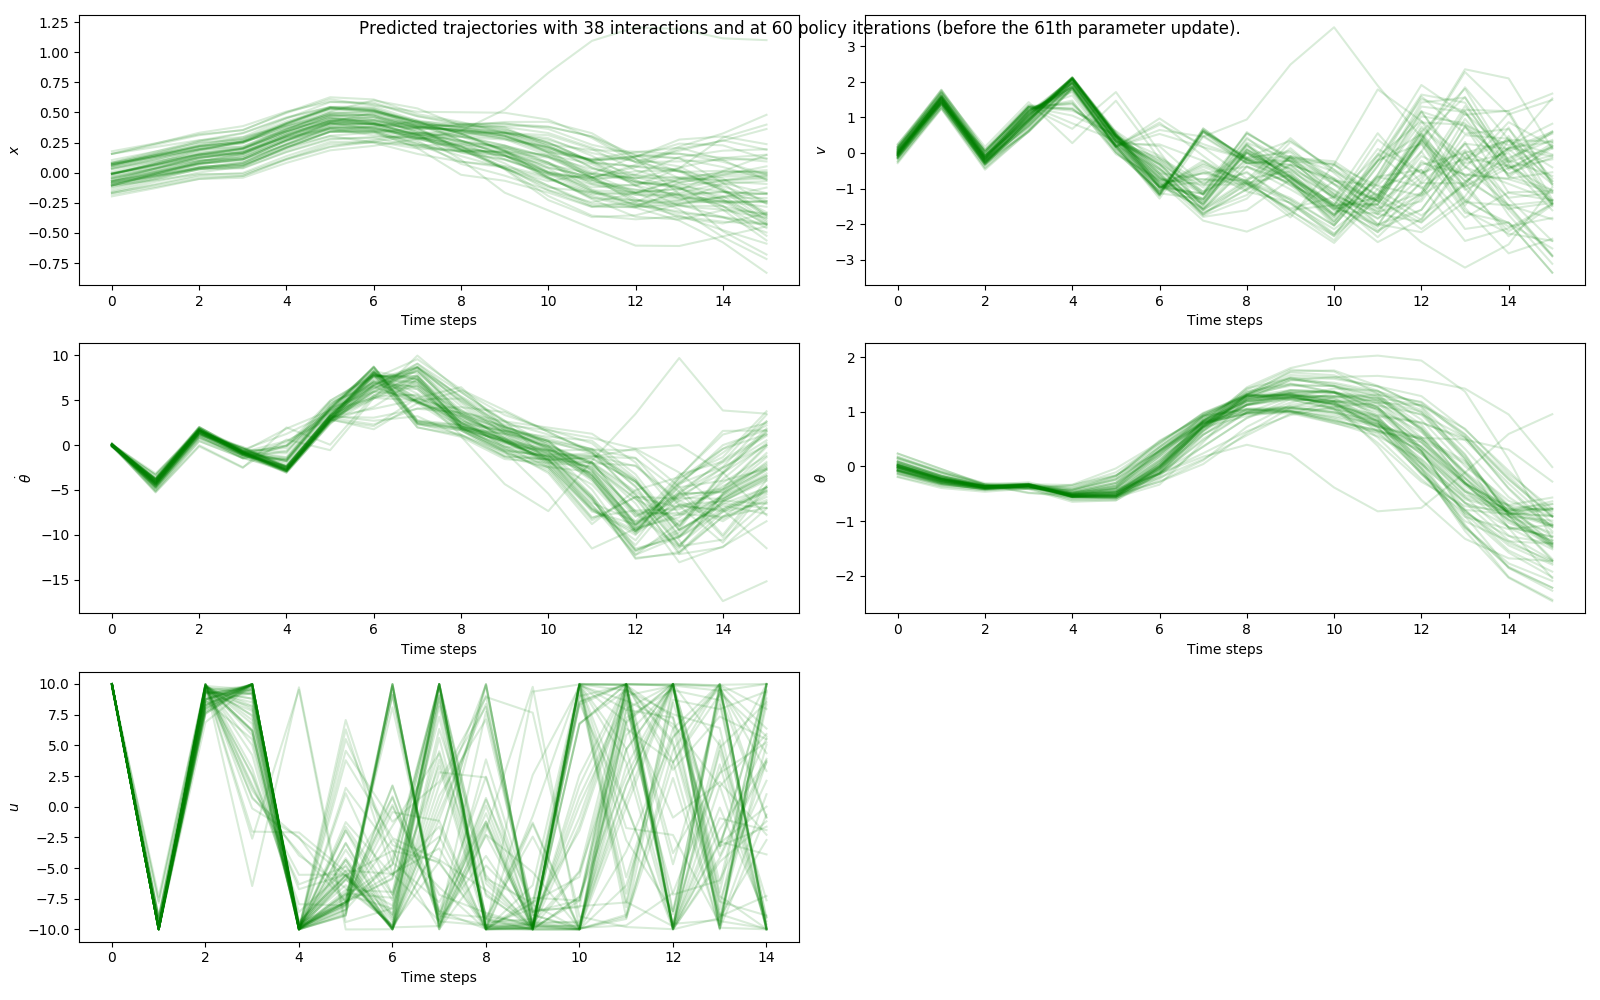 Predicted trajectories with 38 interactions and at 60 policy iterations (before the 61th parameter update).
1.25
1.00
0.75
0.50
0.25
0.00
−0.25
−0.50
−0.75
x
0 2 4 6 8 10 12 14
Time steps
3
2
1
0
−1
−2
−3
v
0 2 4 6 8 10 12 14
Time steps
10
5
0
−5
−10
−15
θ̇
0 2 4 6 8 10 12 14
Time steps
2
1
0
−1
−2
θ
0 2 4 6 8 10 12 14
Time steps
10.0
7.5
5.0
2.5
0.0
−2.5
−5.0
−7.5
−10.0
u
0 2 4 6 8 10 12 14
Time steps